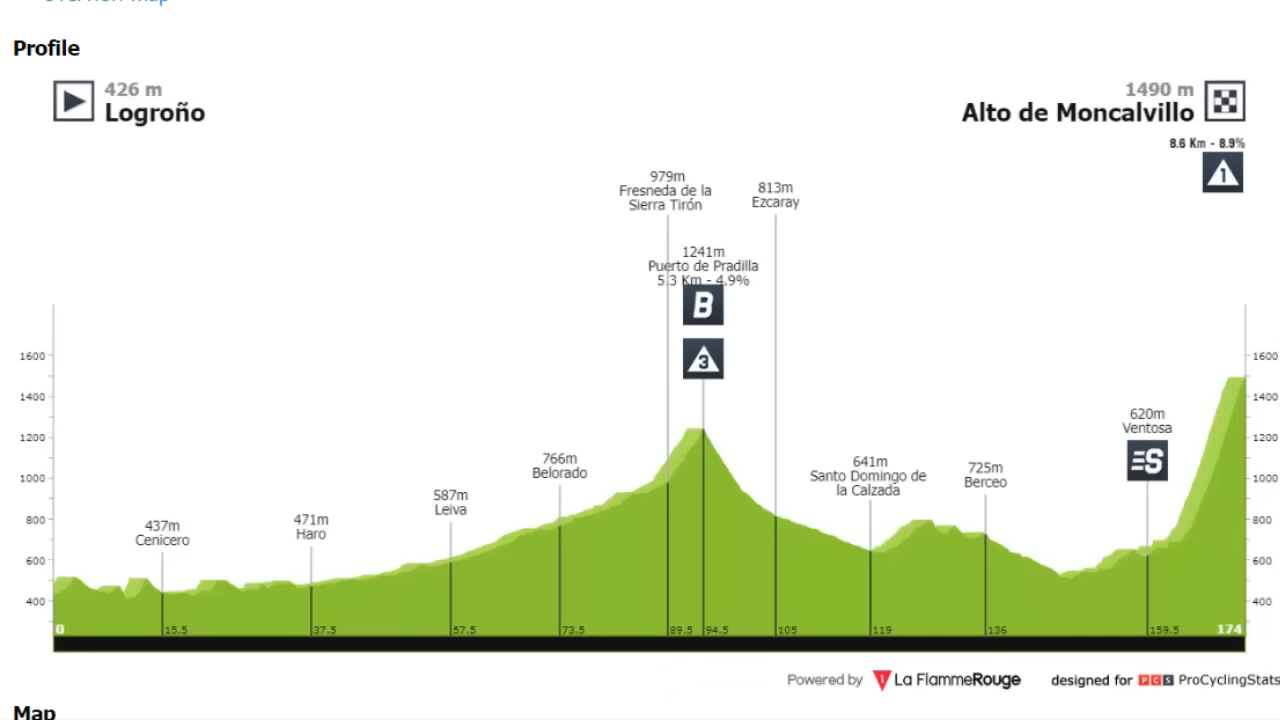 Profile
426 m
Logroño
1490 m
Alto de Moncalvillo
8.6 Km - 8.9%
1
979m
Fresneda de la
Sierra Tirón
813m
Ezcaray
1241m
Puerto de Pradilla
5.3 Km - 4.9%
B
3
1600
1400
1200
1000
800
600
400
1600
1400
1200
1000
800
600
400
620m
Ventosa
S
766m
Belorado
641m
Santo Domingo de
la Calzada
725m
Berceo
587m
Leiva
471m
Haro
437m
Cenicero
0 15.5 37.5 57.5 73.5 89.5 94.5 105 119 136 159.5 174
Powered by La FlammeRouge designed for PCS ProCyclingStats
Map